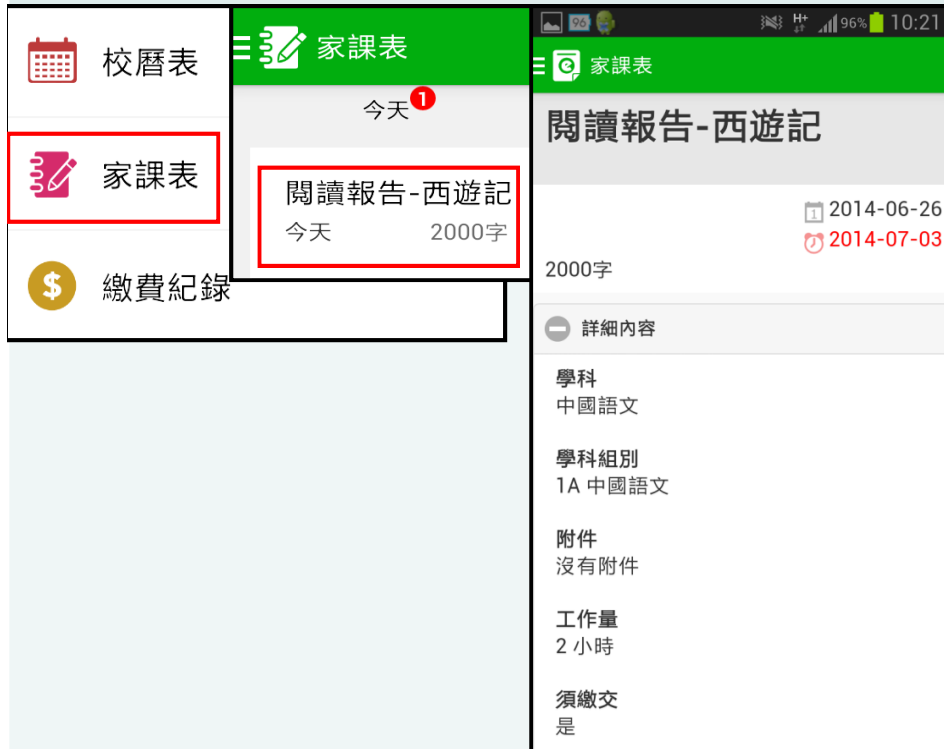 校曆表
家課表
繳費紀錄
家課表
今天 1
閱讀報告-西遊記
今天 2000字
96 H+ 96% 10:21
家課表
閱讀報告-西遊記
2014-06-26
2014-07-03
2000字
詳細內容
學科
中國語文
學科組別
1A 中國語文
附件
沒有附件
工作量
2 小時
須繳交
是